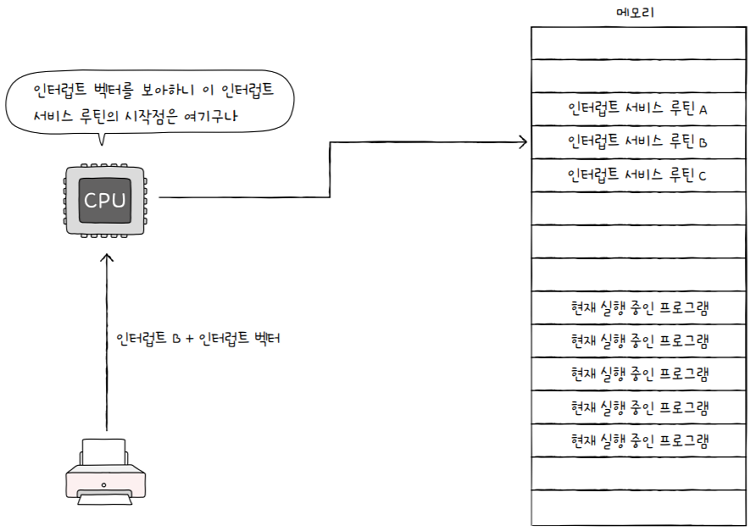 메모리
인터럽트 벡터를 보아하니 이 인터럽트
서비스 루틴의 시작점은 여기구나
인터럽트 서비스 루틴 A
인터럽트 서비스 루틴 B
인터럽트 서비스 루틴 C
CPU
현재 실행 중인 프로그램
인터럽트 B + 인터럽트 벡터
현재 실행 중인 프로그램
현재 실행 중인 프로그램
현재 실행 중인 프로그램
현재 실행 중인 프로그램